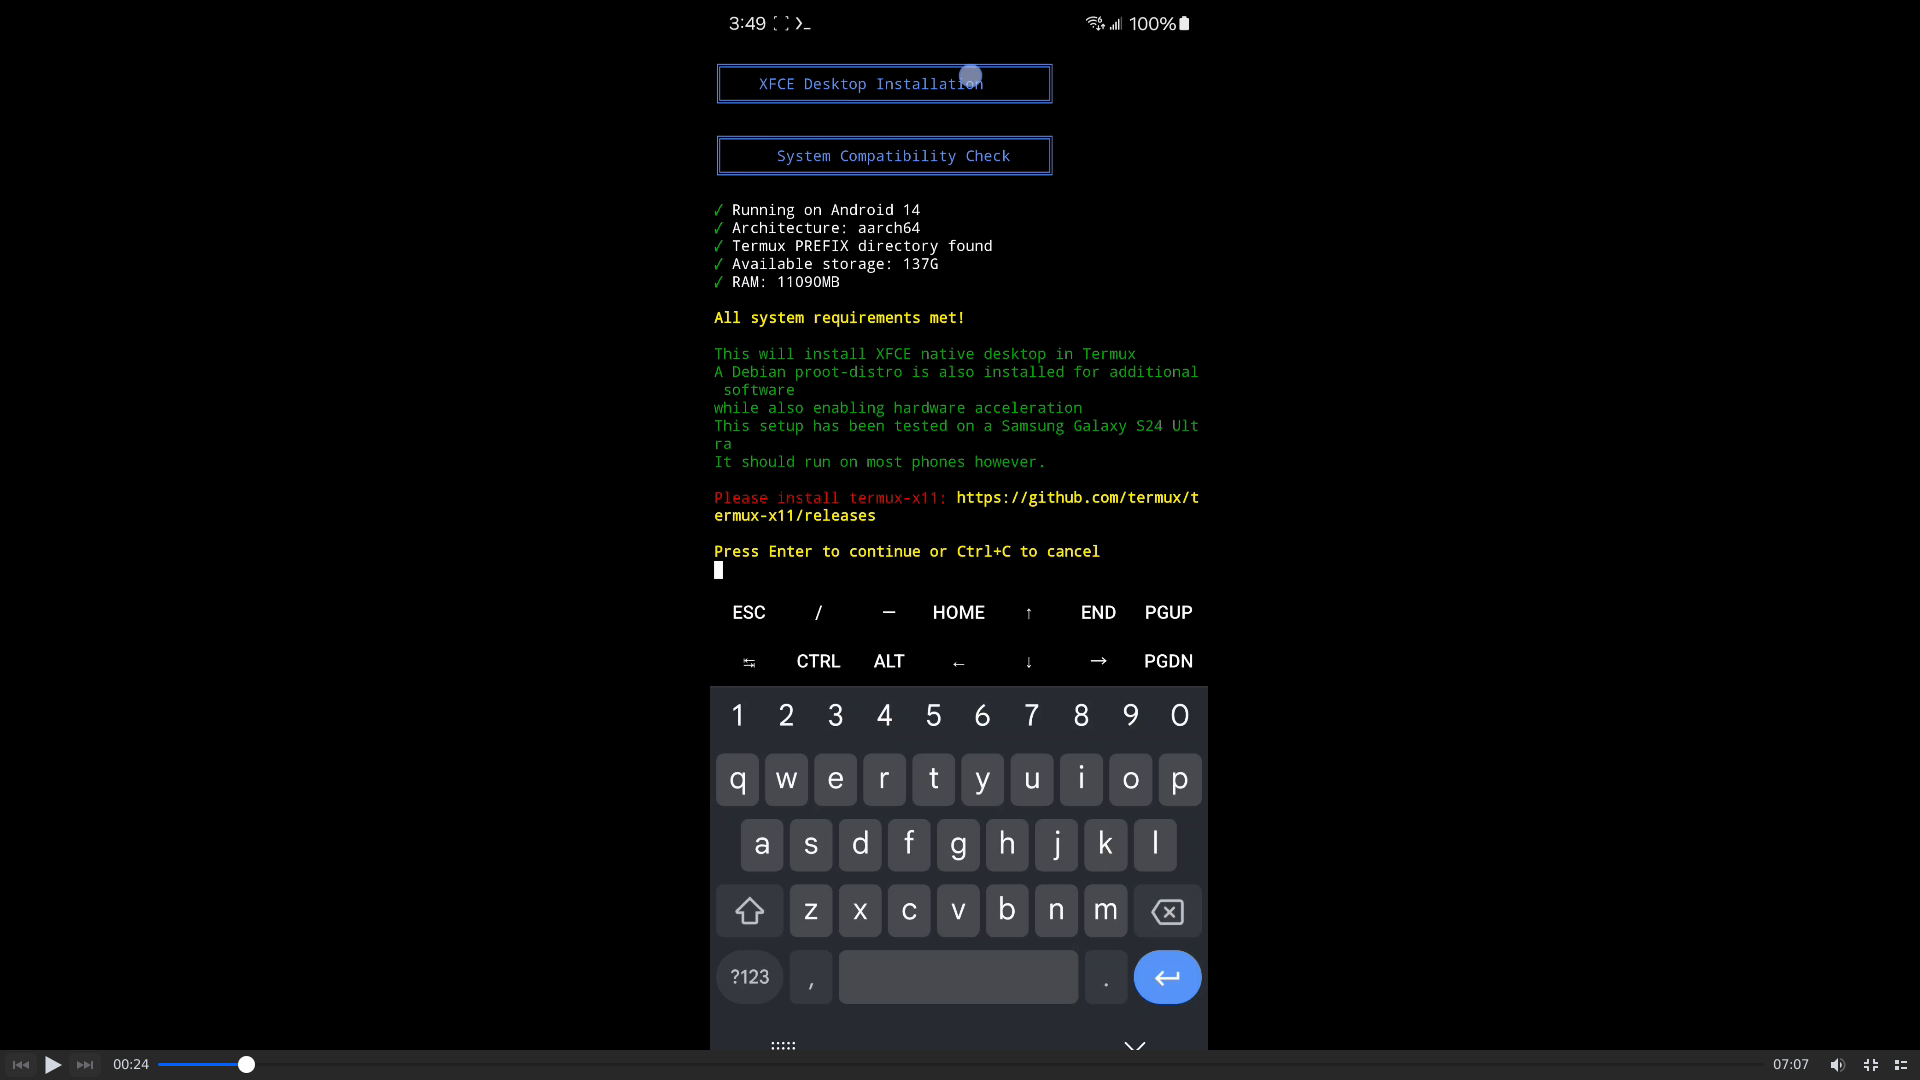 3:49
100%
XFCE Desktop Installation
System Compatibility Check
✓ Running on Android 14
✓ Architecture: aarch64
✓ Termux PREFIX directory found
✓ Available storage: 137G
✓ RAM: 11090MB
All system requirements met!
This will install XFCE native desktop in Termux
A Debian proot-distro is also installed for additional
software
while also enabling hardware acceleration
This setup has been tested on a Samsung Galaxy S24 Ult
ra
It should run on most phones however.
Please install termux-x11: https://github.com/termux/t
ermux-x11/releases
Press Enter to continue or Ctrl+C to cancel
ESC / — HOME ↑ END PGUP
↹ CTRL ALT ← ↓ → PGDN
1 2 3 4 5 6 7 8 9 0
q w e r t y u i o p
a s d f g h j k l
z x c v b n m
?123 , .
00:24
07:07